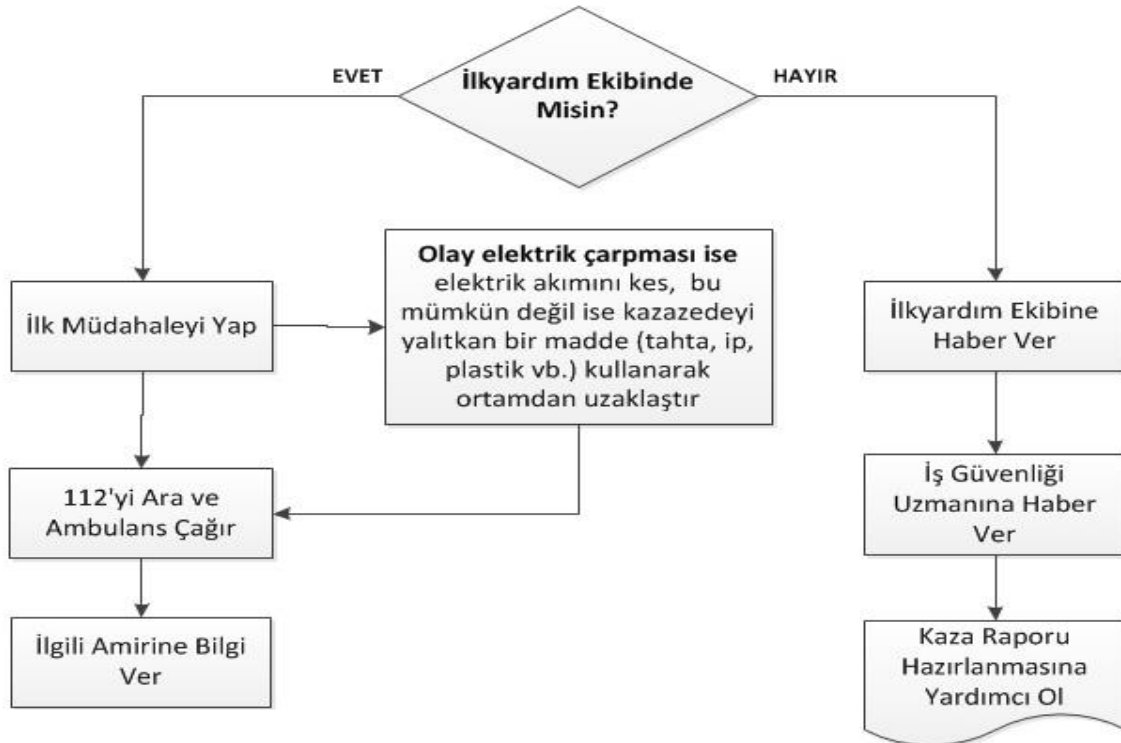 EVET
İlkyardım Ekibinde
Misin?
HAYIR
İlk Müdahaleyi Yap
Olay elektrik çarpması ise
elektrik akımını kes, bu
mümkün değil ise kazazedeyi
yalıtkan bir madde (tahta, ip,
plastik vb.) kullanarak
ortamdan uzaklaştır
İlkyardım Ekibine
Haber Ver
112'yi Ara ve
Ambulans Çağır
İş Güvenliği
Uzmanına Haber
Ver
İlgili Amirine Bilgi
Ver
Kaza Raporu
Hazırlanmasına
Yardımcı Ol